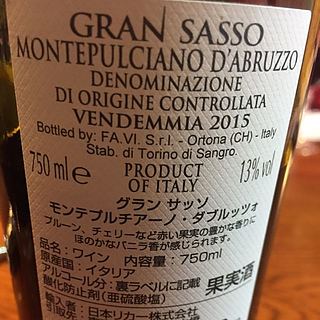 GRAN SASSO
MONTEPULCIANO D'ABRUZZO
DENOMINAZIONE
DI ORIGINE CONTROLLATA
VENDEMMIA 2015
Bottled by: FA.VI. S.r.l. - Ortona (CH) - Italy
Stab. di Torino di Sangro.
750 ml e PRODUCT OF ITALY 13% vol
グラン サッソ
モンテプルチアーノ・ダブルッツォ
プルーン、チェリーなど赤い果実の豊かな香りに
ほのかなバニラ香が感じられます。
品名:ワイン 内容量:750ml
原産国:イタリア
アルコール分:裏ラベルに記載
酸化防止剤(亜硫酸塩)
果実酒
輸入者:日本リカー株式会社